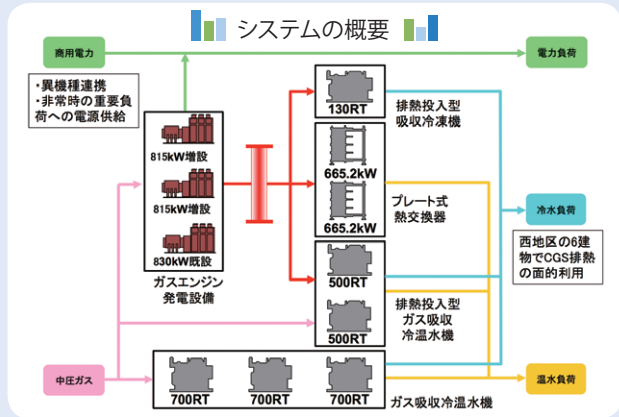 システムの概要
商用電力
電力負荷
・異機種連携
・非常時の重要負
荷への電源供給
815kW増設
815kW増設
830kW既設
ガスエンジン
発電設備
130RT
排熱投入型
吸収冷凍機
665.2kW
665.2kW
プレート式
熱交換器
冷水負荷
西地区の6建
物でCGS排熱
の面的利用
500RT
500RT
排熱投入型
ガス吸収
冷温水機
中圧ガス
700RT
700RT
700RT
ガス吸収冷温水機
温水負荷